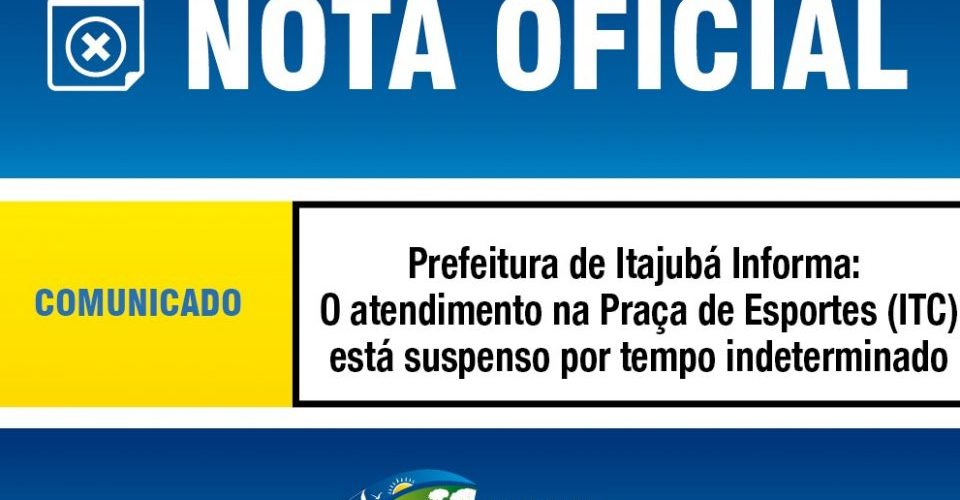 NOTA OFICIAL
COMUNICADO
Prefeitura de Itajubá Informa:
O atendimento na Praça de Esportes (ITC)
está suspenso por tempo indeterminado